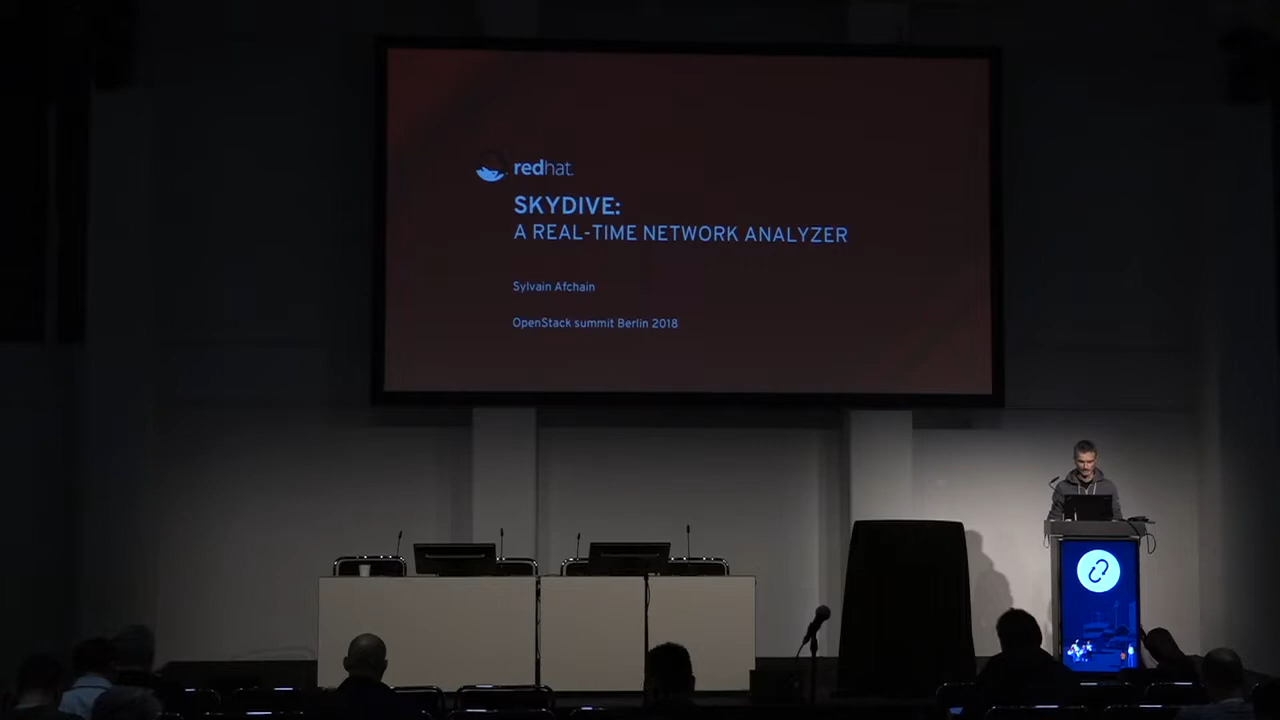 redhat.
SKYDIVE:
A REAL-TIME NETWORK ANALYZER
Sylvain Afchain
OpenStack summit Berlin 2018